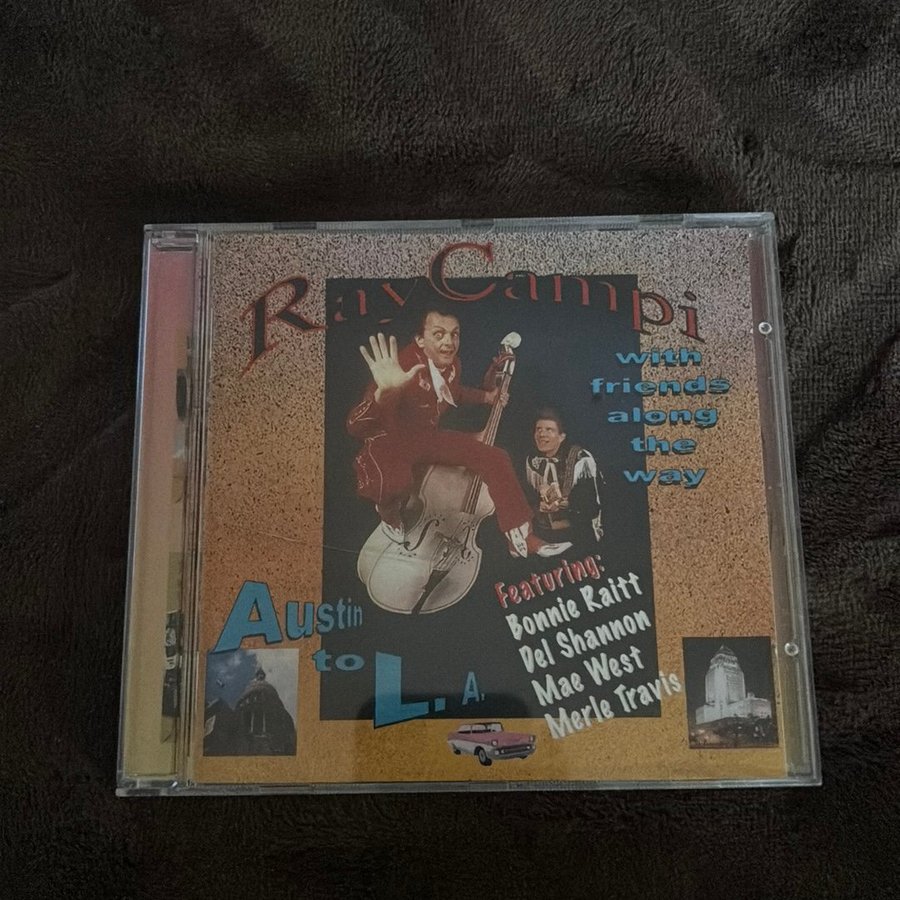 Ray Campi
with
friends
along
the
way
Featuring:
Bonnie Raitt
Del Shannon
Mae West
Merle Travis
Austin
to
L.A.